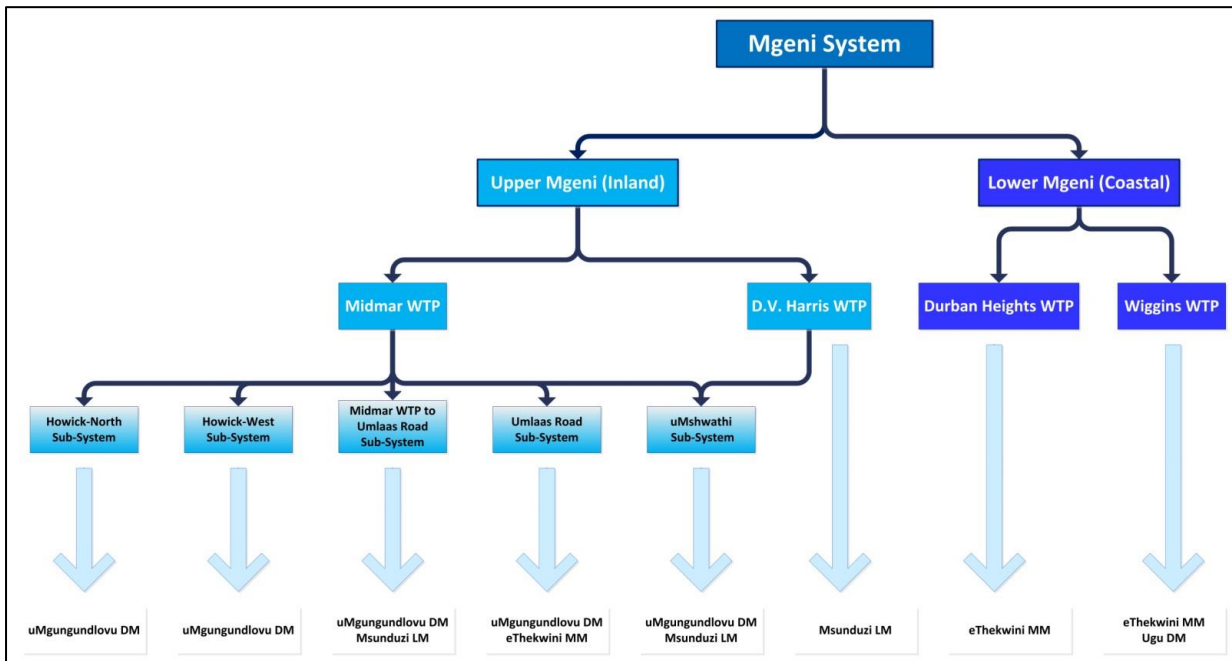 Mgeni System
Upper Mgeni (Inland)
Lower Mgeni (Coastal)
Midmar WTP
D.V. Harris WTP
Durban Heights WTP
Wiggins WTP
Howick-North
Sub-System
Howick-West
Sub-System
Midmar WTP to
Umlaas Road
Sub-System
Umlaas Road
Sub-System
uMshwathi
Sub-System
uMgungundlovu DM
uMgungundlovu DM
uMgungundlovu DM
Msunduzi LM
uMgungundlovu DM
eThekwini MM
uMgungundlovu DM
Msunduzi LM
Msunduzi LM
eThekwini MM
eThekwini MM
Ugu DM